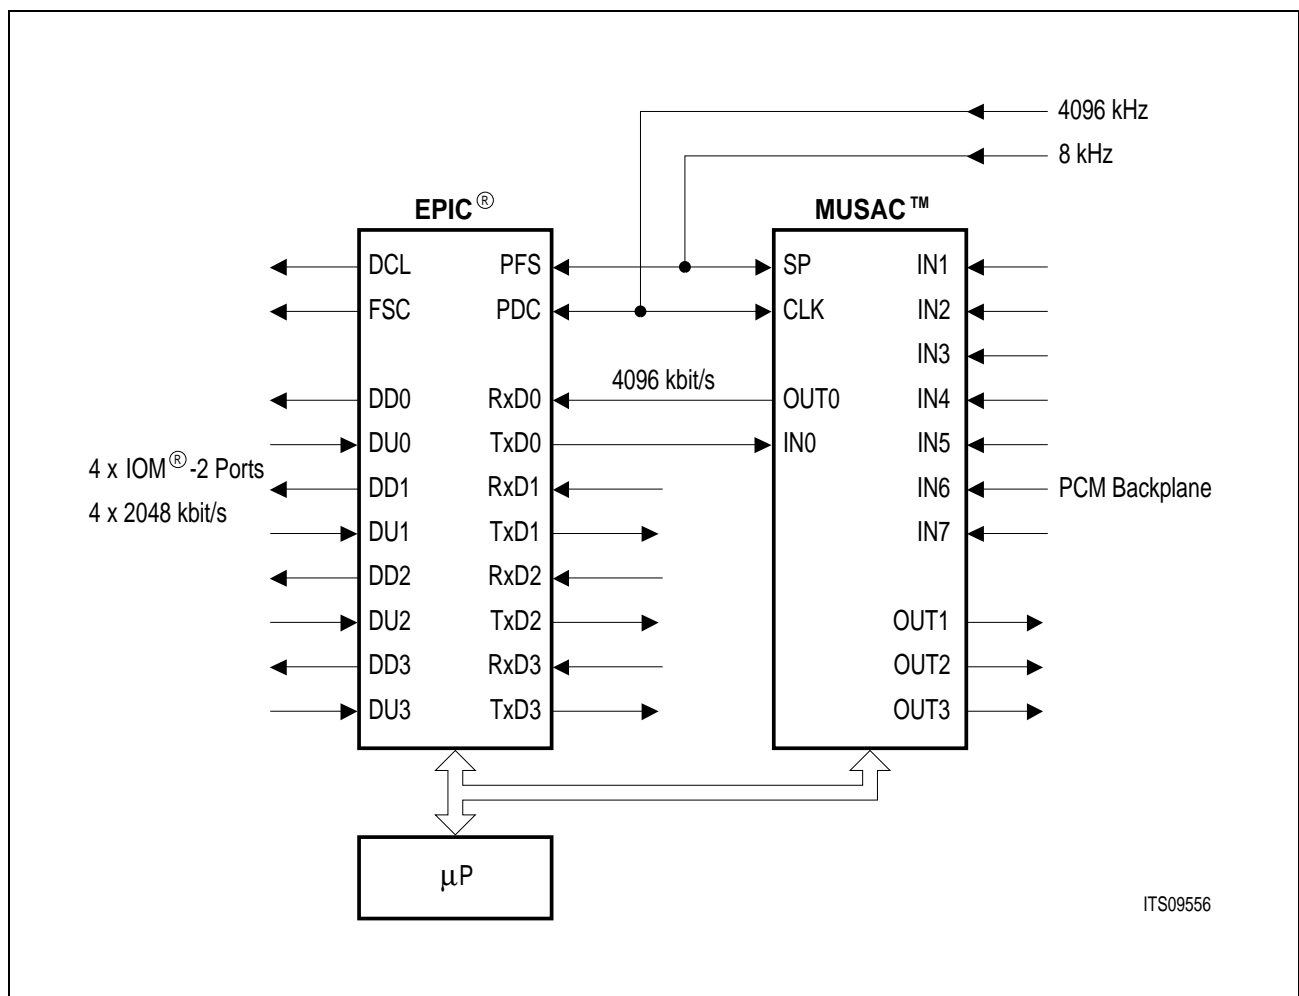 4096 kHz
8 kHz
EPIC®
MUSAC™
DCL PFS SP IN1
FSC PDC CLK IN2
IN3
4096 kbit/s
DD0 RxD0 OUT0 IN4
DU0 TxD0 IN0 IN5
4 x IOM®-2 Ports
DD1 RxD1 IN6 PCM Backplane
4 x 2048 kbit/s
DU1 TxD1 IN7
DD2 RxD2
DU2 TxD2 OUT1
DD3 RxD3 OUT2
DU3 TxD3 OUT3
µP
ITS09556